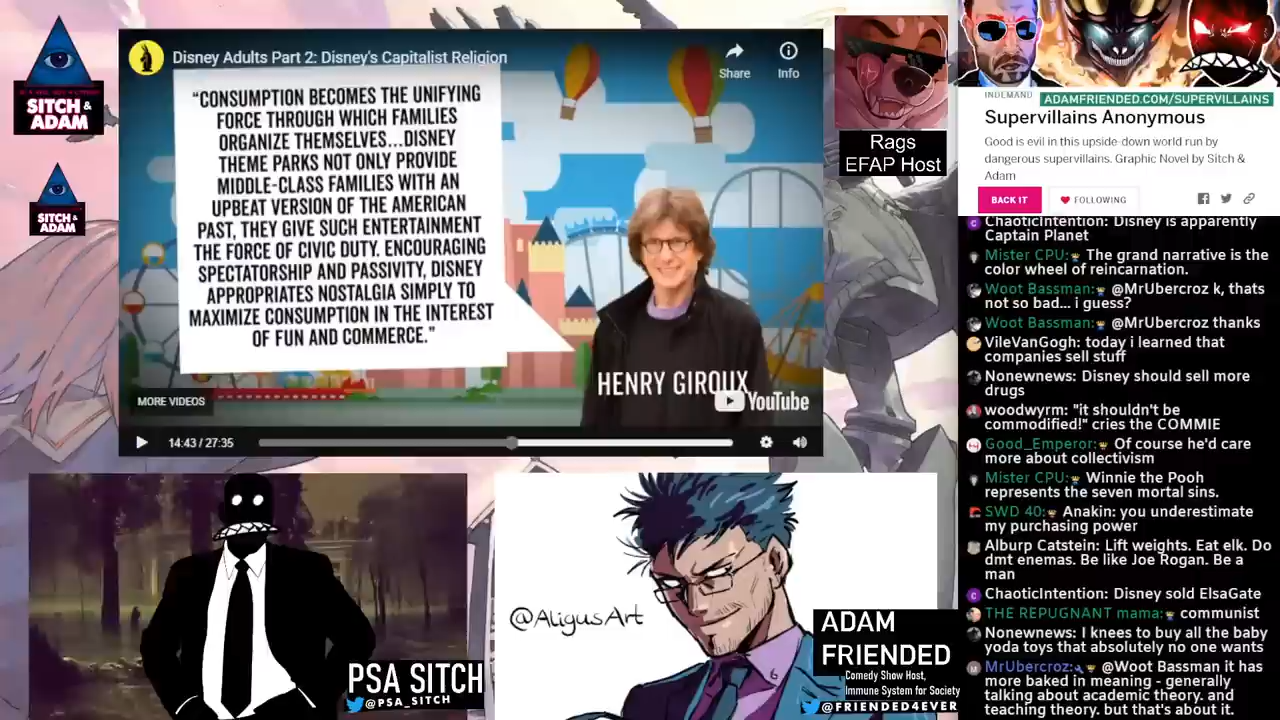 SITCH &
ADAM
SITCH &
ADAM
Disney Adults Part 2: Disney's Capitalist Religion
Share
Info
“CONSUMPTION BECOMES THE UNIFYING
FORCE THROUGH WHICH FAMILIES
ORGANIZE THEMSELVES...DISNEY
THEME PARKS NOT ONLY PROVIDE
MIDDLE-CLASS FAMILIES WITH AN
UPBEAT VERSION OF THE AMERICAN
PAST, THEY GIVE SUCH ENTERTAINMENT
THE FORCE OF CIVIC DUTY. ENCOURAGING
SPECTATORSHIP AND PASSIVITY, DISNEY
APPROPRIATES NOSTALGIA SIMPLY TO
MAXIMIZE CONSUMPTION IN THE INTEREST
OF FUN AND COMMERCE.”
HENRY GIROUX
MORE VIDEOS
YouTube
14:43 / 27:35
Rags
EFAP Host
INDEMAND
ADAMFRIENDED.COM/SUPERVILLAINS
Supervillains Anonymous
Good is evil in this upside-down world run by
dangerous supervillains. Graphic Novel by Sitch &
Adam
BACK IT
FOLLOWING
ChaoticIntention: Disney is apparently
Captain Planet
Mister CPU: The grand narrative is the
color wheel of reincarnation.
Woot Bassman: @MrUbercroz k, thats
not so bad... i guess?
Woot Bassman: @MrUbercroz thanks
VileVanGogh: today i learned that
companies sell stuff
Nonewnews: Disney should sell more
drugs
woodwyrm: "it shouldn't be
commodified!" cries the COMMIE
Good_Emperor: Of course he'd care
more about collectivism
Mister CPU: Winnie the Pooh
represents the seven mortal sins.
SWD 40: Anakin: you underestimate
my purchasing power
Alburp Catstein: Lift weights. Eat elk. Do
dmt enemas. Be like Joe Rogan. Be a
man
ChaoticIntention: Disney sold ElsaGate
THE REPUGNANT mama: communist
Nonewnews: I knees to buy all the baby
yoda toys that absolutely no one wants
MrUbercroz: @Woot Bassman it has
more baked in meaning - generally
talking about academic theory. and
teaching theory. but that's about it.
PSA SITCH
@PSA_SITCH
@AligusArt
ADAM
FRIENDED
Comedy Show Host,
Immune System for Society
@FRIENDED4EVER